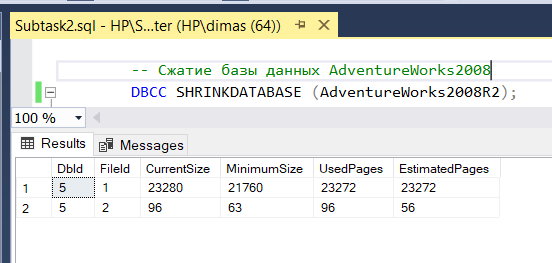 Subtask2.sql - HP\S...ter (HP\dimas (64))
-- Сжатие базы данных AdventureWorks2008
DBCC SHRINKDATABASE (AdventureWorks2008R2);
100 %
Results Messages
DbId FileId CurrentSize MinimumSize UsedPages EstimatedPages
1 5 1 23280 21760 23272 23272
2 5 2 96 63 96 56